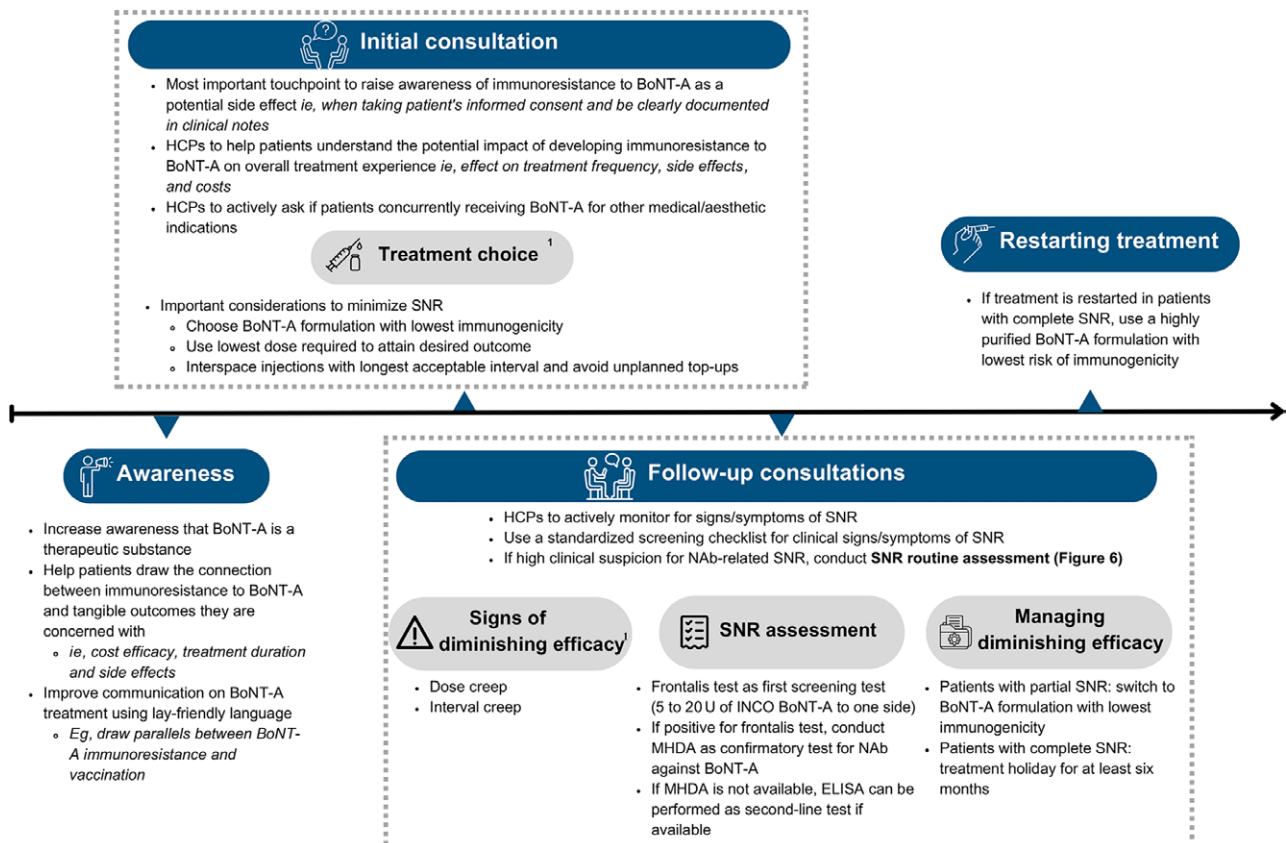 Initial consultation
• Most important touchpoint to raise awareness of immunoresistance to BoNT-A as a
potential side effect ie, when taking patient's informed consent and be clearly documented
in clinical notes
• HCPs to help patients understand the potential impact of developing immunoresistance to
BoNT-A on overall treatment experience ie, effect on treatment frequency, side effects,
and costs
• HCPs to actively ask if patients concurrently receiving BoNT-A for other medical/aesthetic
indications
Treatment choice 1
• Important considerations to minimize SNR
∘ Choose BoNT-A formulation with lowest immunogenicity
∘ Use lowest dose required to attain desired outcome
∘ Interspace injections with longest acceptable interval and avoid unplanned top-ups
Restarting treatment
• If treatment is restarted in patients
with complete SNR, use a highly
purified BoNT-A formulation with
lowest risk of immunogenicity
Awareness
• Increase awareness that BoNT-A is a
therapeutic substance
• Help patients draw the connection
between immunoresistance to BoNT-A
and tangible outcomes they are
concerned with
∘ ie, cost efficacy, treatment duration
and side effects
• Improve communication on BoNT-A
treatment using lay-friendly language
∘ Eg, draw parallels between BoNT-
A immunoresistance and
vaccination
Follow-up consultations
• HCPs to actively monitor for signs/symptoms of SNR
• Use a standardized screening checklist for clinical signs/symptoms of SNR
• If high clinical suspicion for NAb-related SNR, conduct SNR routine assessment (Figure 6)
Signs of
diminishing efficacy 1
• Dose creep
• Interval creep
SNR assessment
• Frontalis test as first screening test
(5 to 20 U of INCO BoNT-A to one side)
• If positive for frontalis test, conduct
MHDA as confirmatory test for NAb
against BoNT-A
• If MHDA is not available, ELISA can be
performed as second-line test if
available
Managing
diminishing efficacy
• Patients with partial SNR: switch to
BoNT-A formulation with lowest
immunogenicity
• Patients with complete SNR:
treatment holiday for at least six
months